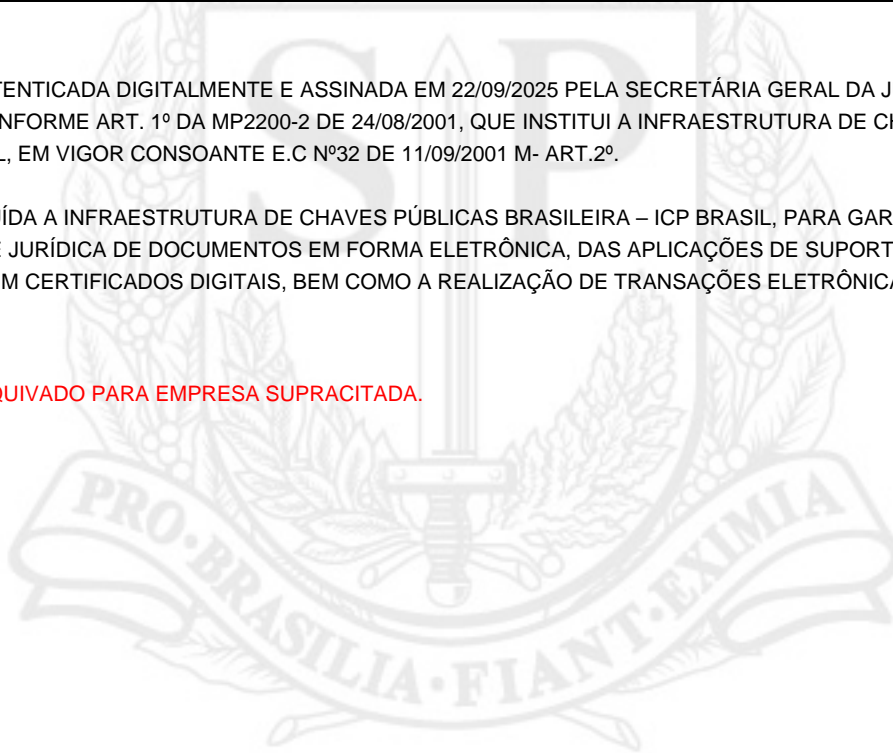 TENTICADA DIGITALMENTE E ASSINADA EM 22/09/2025 PELA SECRETÁRIA GERAL DA J
NFORME ART. 1º DA MP2200-2 DE 24/08/2001, QUE INSTITUI A INFRAESTRUTURA DE CH
L, EM VIGOR CONSOANTE E.C Nº32 DE 11/09/2001 M- ART.2º.
UÍDA A INFRAESTRUTURA DE CHAVES PÚBLICAS BRASILEIRA – ICP BRASIL, PARA GAR
E JURÍDICA DE DOCUMENTOS EM FORMA ELETRÔNICA, DAS APLICAÇÕES DE SUPORT
M CERTIFICADOS DIGITAIS, BEM COMO A REALIZAÇÃO DE TRANSAÇÕES ELETRÔNICA
QUIVADO PARA EMPRESA SUPRACITADA.
SP
PRO·BRASILIA·FIANT·EXIMIA